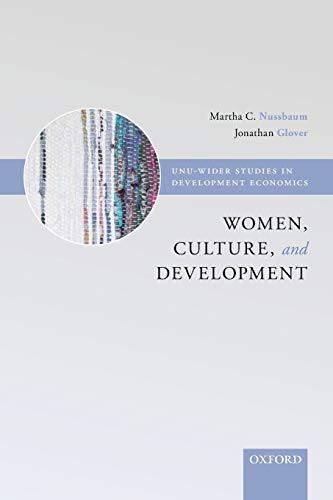 Martha C. Nussbaum
Jonathan Glover
UNU-WIDER STUDIES IN
DEVELOPMENT ECONOMICS
WOMEN,
CULTURE, and
DEVELOPMENT
OXFORD